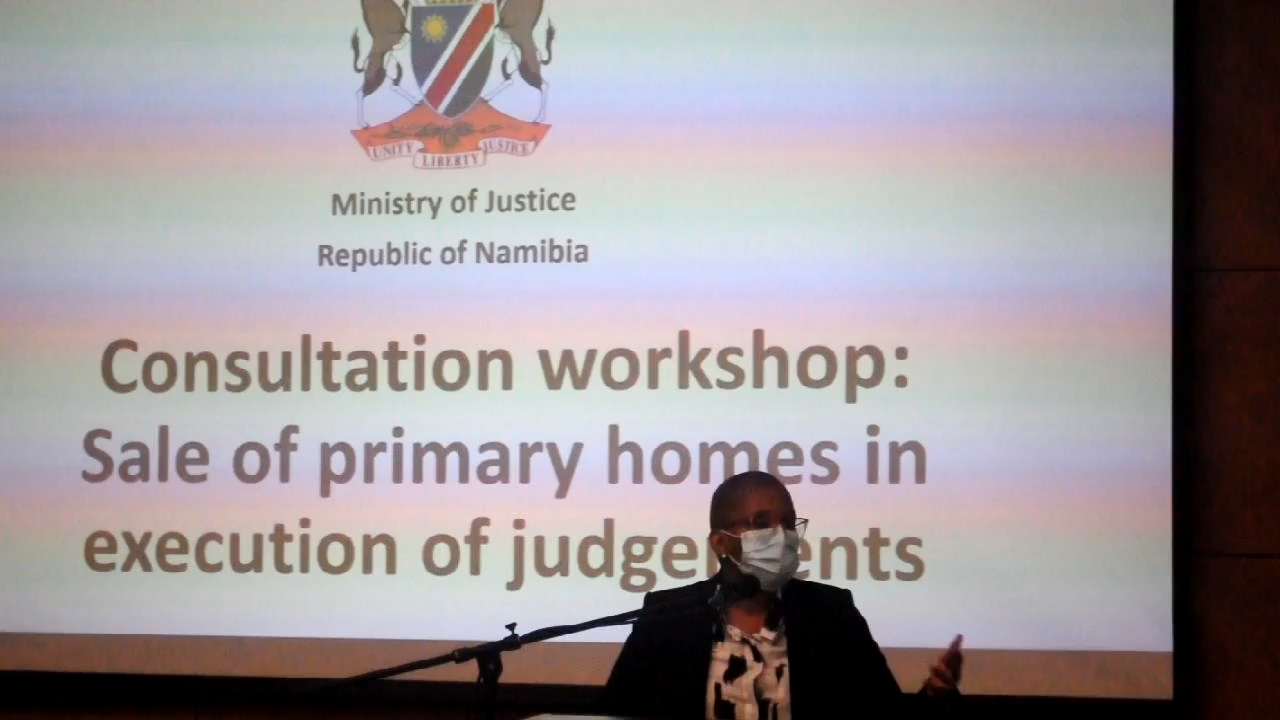 UNITY LIBERTY JUSTICE
Ministry of Justice
Republic of Namibia
Consultation workshop:
Sale of primary homes in
execution of judgements